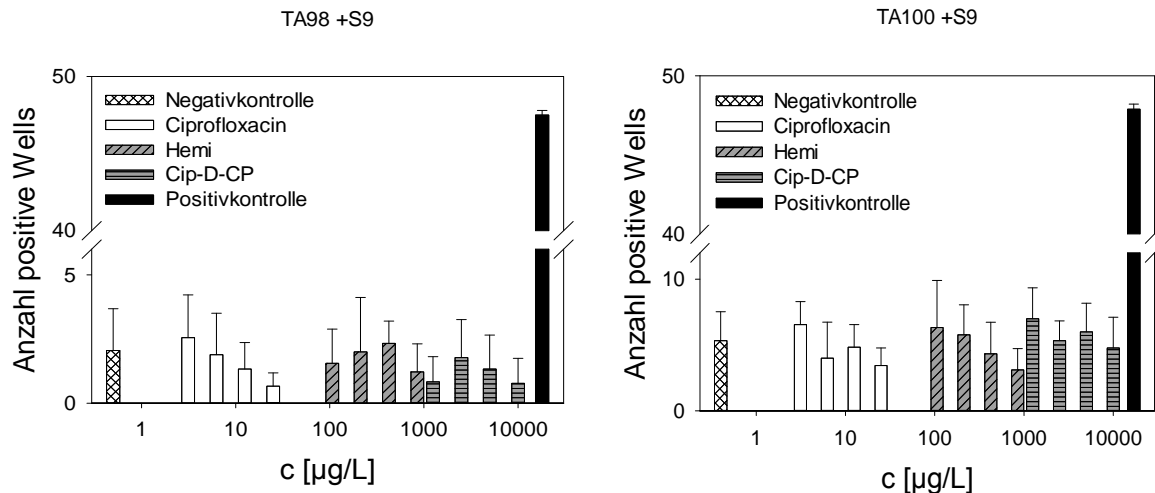 TA98 +S9
50
Negativkontrolle
Ciprofloxacin
Hemi
Cip-D-CP
Positivkontrolle
40
5
0
Anzahl positive Wells
1 10 100 1000 10000
c [µg/L]
TA100 +S9
50
Negativkontrolle
Ciprofloxacin
Hemi
Cip-D-CP
Positivkontrolle
40
10
0
Anzahl positive Wells
1 10 100 1000 10000
c [µg/L]